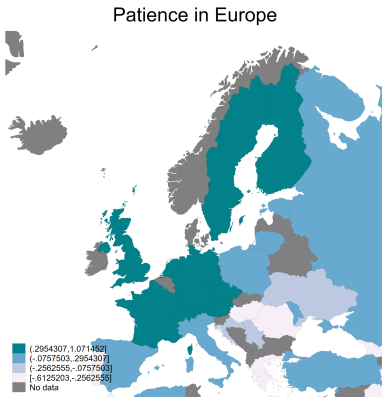 Patience in Europe
(.2954307,1.071452]
(-.0757503,.2954307]
(-.2562555,-.0757503]
[-.6125203,-.2562555]
No data